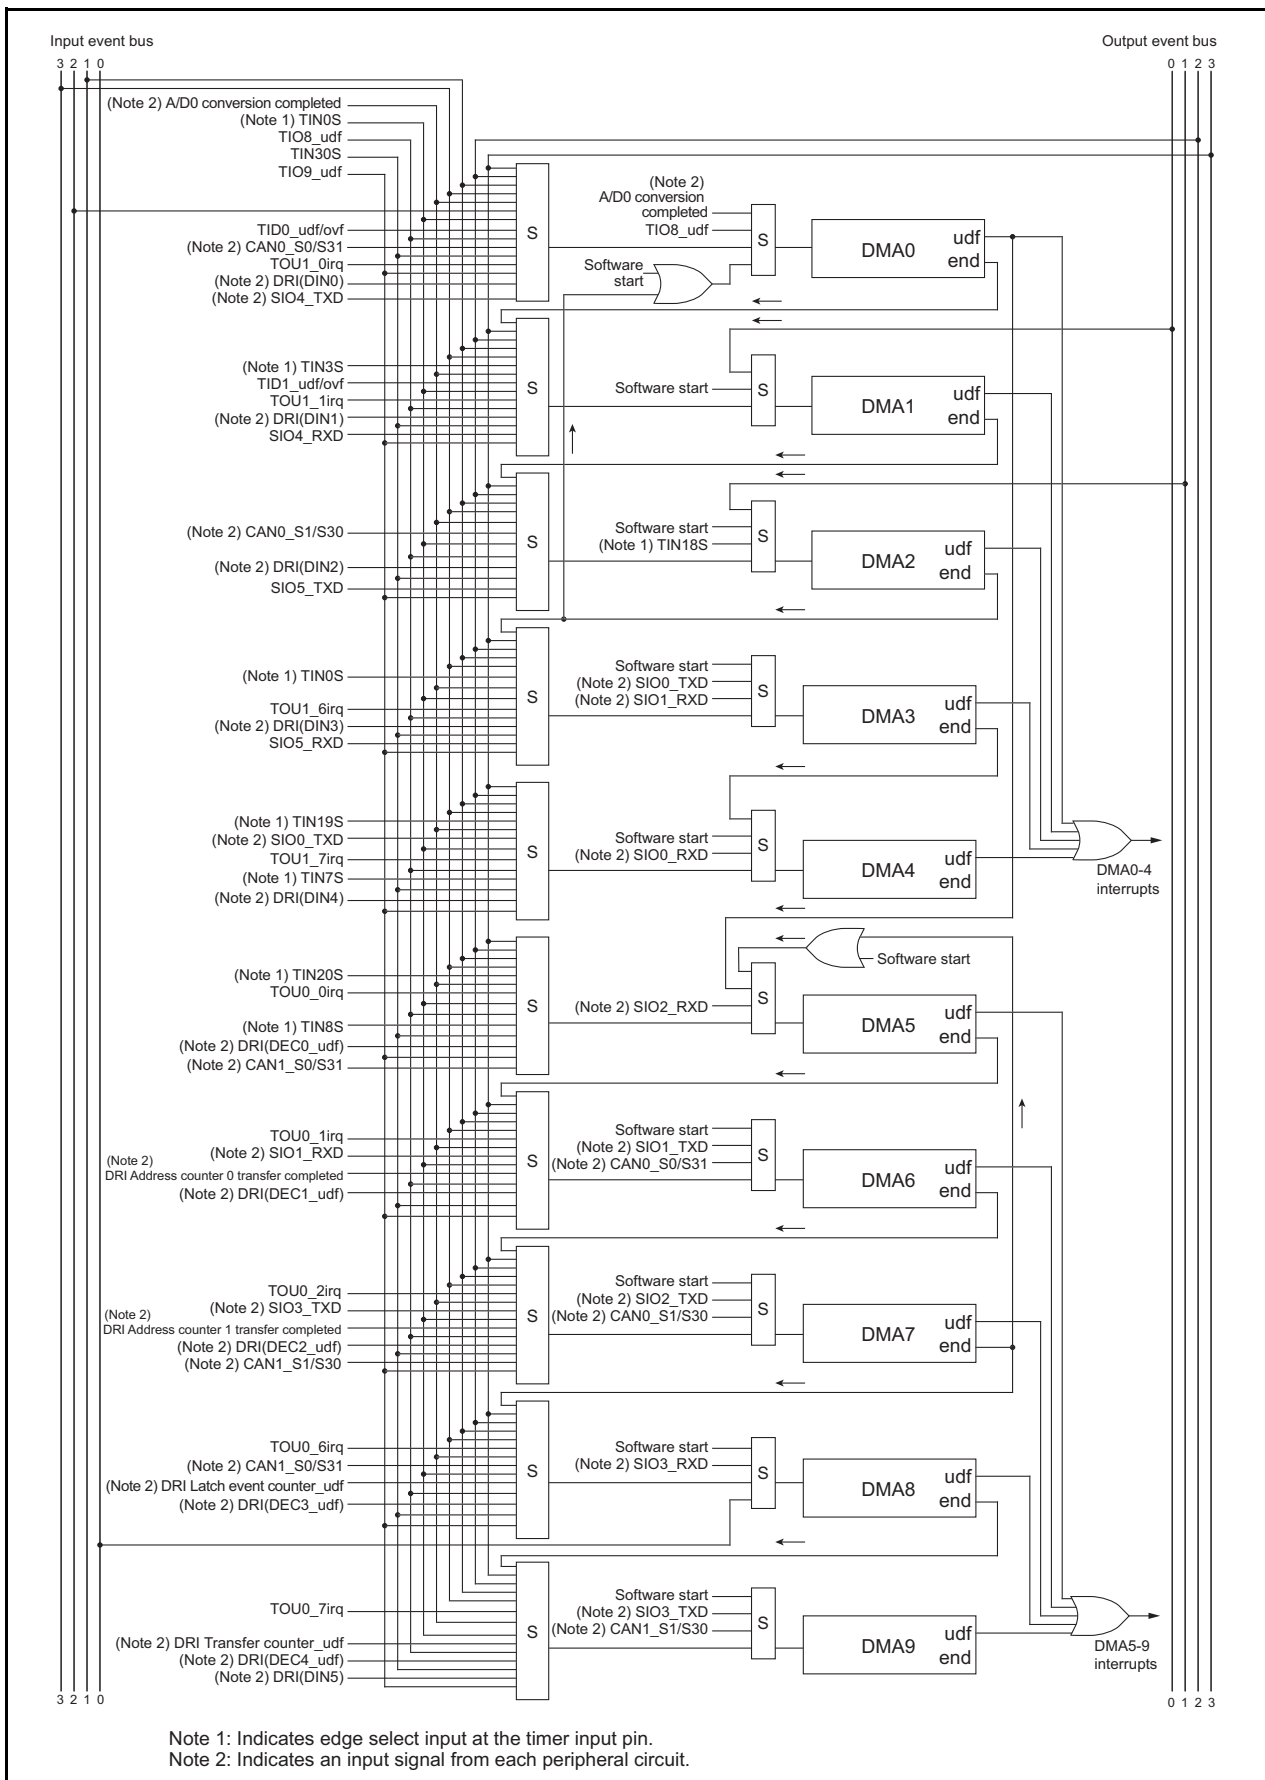 Input event bus
Output event bus
3 2 1 0
0 1 2 3
(Note 2) A/D0 conversion completed
(Note 1) TIN0S
TIO8_udf
TIN30S
TIO9_udf
TID0_udf/ovf
(Note 2) CAN0_S0/S31
TOU1_0irq
(Note 2) DRI(DIN0)
(Note 2) SIO4_TXD
S
(Note 2)
A/D0 conversion
completed
TIO8_udf
Software
start
S
DMA0
udf
end
(Note 1) TIN3S
TID1_udf/ovf
TOU1_1irq
(Note 2) DRI(DIN1)
SIO4_RXD
S
Software start
S
DMA1
udf
end
(Note 2) CAN0_S1/S30
(Note 2) DRI(DIN2)
SIO5_TXD
S
Software start
(Note 1) TIN18S
S
DMA2
udf
end
(Note 1) TIN0S
TOU1_6irq
(Note 2) DRI(DIN3)
SIO5_RXD
S
Software start
(Note 2) SIO0_TXD
(Note 2) SIO1_RXD
S
DMA3
udf
end
(Note 1) TIN19S
(Note 2) SIO0_TXD
TOU1_7irq
(Note 1) TIN7S
(Note 2) DRI(DIN4)
S
Software start
(Note 2) SIO0_RXD
S
DMA4
udf
end
DMA0-4
interrupts
(Note 1) TIN20S
TOU0_0irq
(Note 1) TIN8S
(Note 2) DRI(DEC0_udf)
(Note 2) CAN1_S0/S31
S
Software start
(Note 2) SIO2_RXD
S
DMA5
udf
end
TOU0_1irq
(Note 2) SIO1_RXD
(Note 2)
DRI Address counter 0 transfer completed
(Note 2) DRI(DEC1_udf)
S
Software start
(Note 2) SIO1_TXD
(Note 2) CAN0_S0/S31
S
DMA6
udf
end
TOU0_2irq
(Note 2) SIO3_TXD
(Note 2)
DRI Address counter 1 transfer completed
(Note 2) DRI(DEC2_udf)
(Note 2) CAN1_S1/S30
S
Software start
(Note 2) SIO2_TXD
(Note 2) CAN0_S1/S30
S
DMA7
udf
end
TOU0_6irq
(Note 2) CAN1_S0/S31
(Note 2) DRI Latch event counter_udf
(Note 2) DRI(DEC3_udf)
S
Software start
(Note 2) SIO3_RXD
S
DMA8
udf
end
TOU0_7irq
(Note 2) DRI Transfer counter_udf
(Note 2) DRI(DEC4_udf)
(Note 2) DRI(DIN5)
S
Software start
(Note 2) SIO3_TXD
(Note 2) CAN1_S1/S30
S
DMA9
udf
end
DMA5-9
interrupts
3 2 1 0
0 1 2 3
Note 1: Indicates edge select input at the timer input pin.
Note 2: Indicates an input signal from each peripheral circuit.